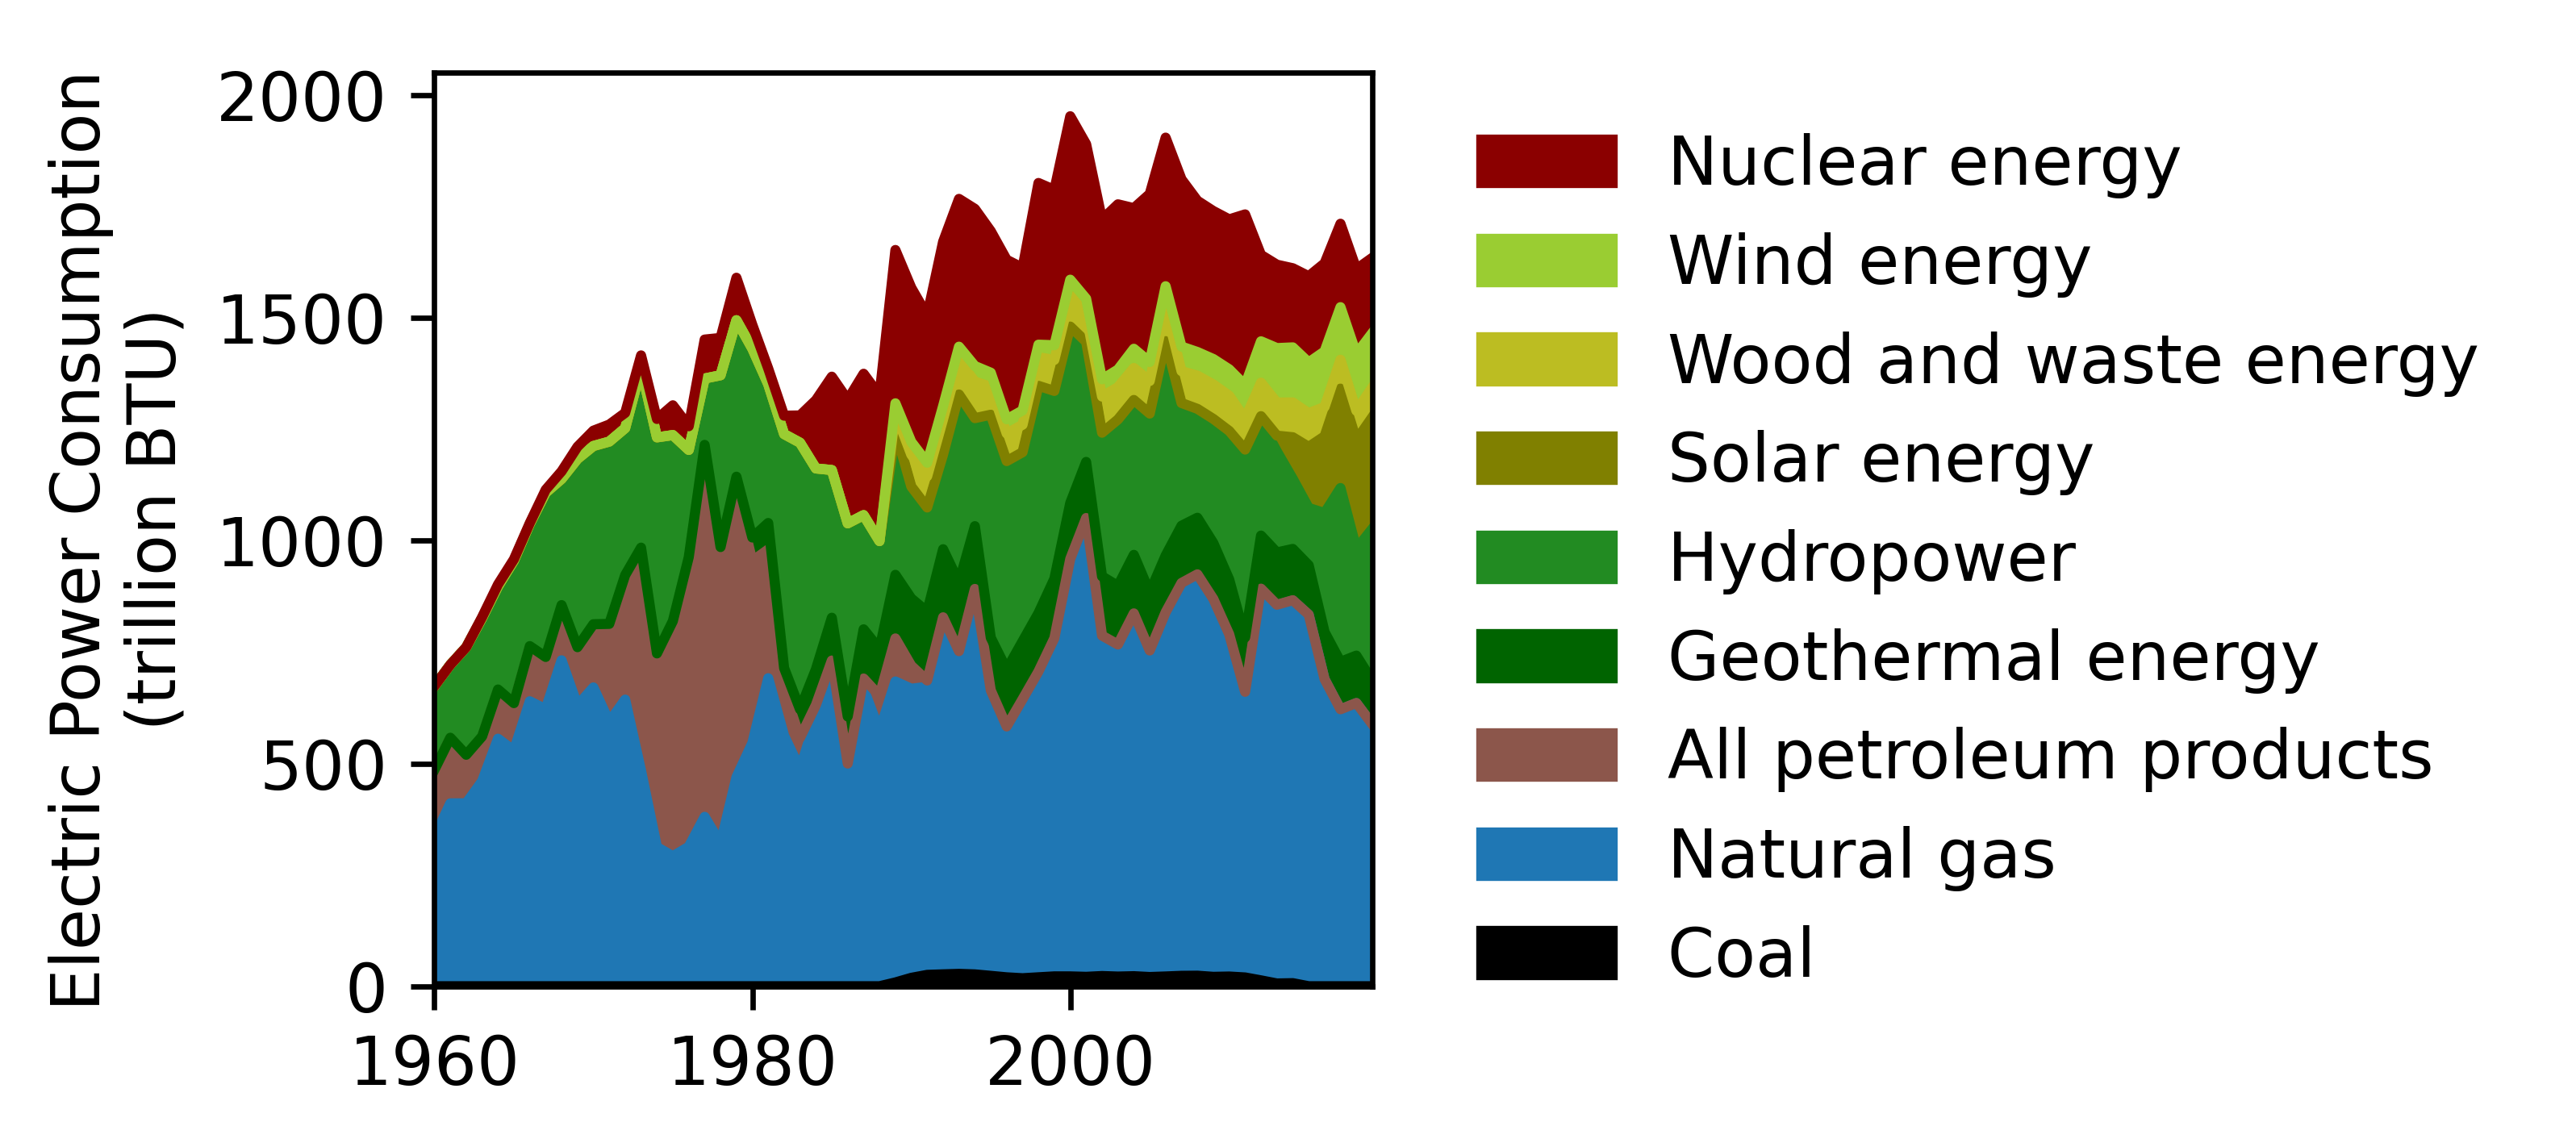 Electric Power Consumption
(trillion BTU)
2000
1500
1000
500
0
1960 1980 2000
Nuclear energy
Wind energy
Wood and waste energy
Solar energy
Hydropower
Geothermal energy
All petroleum products
Natural gas
Coal